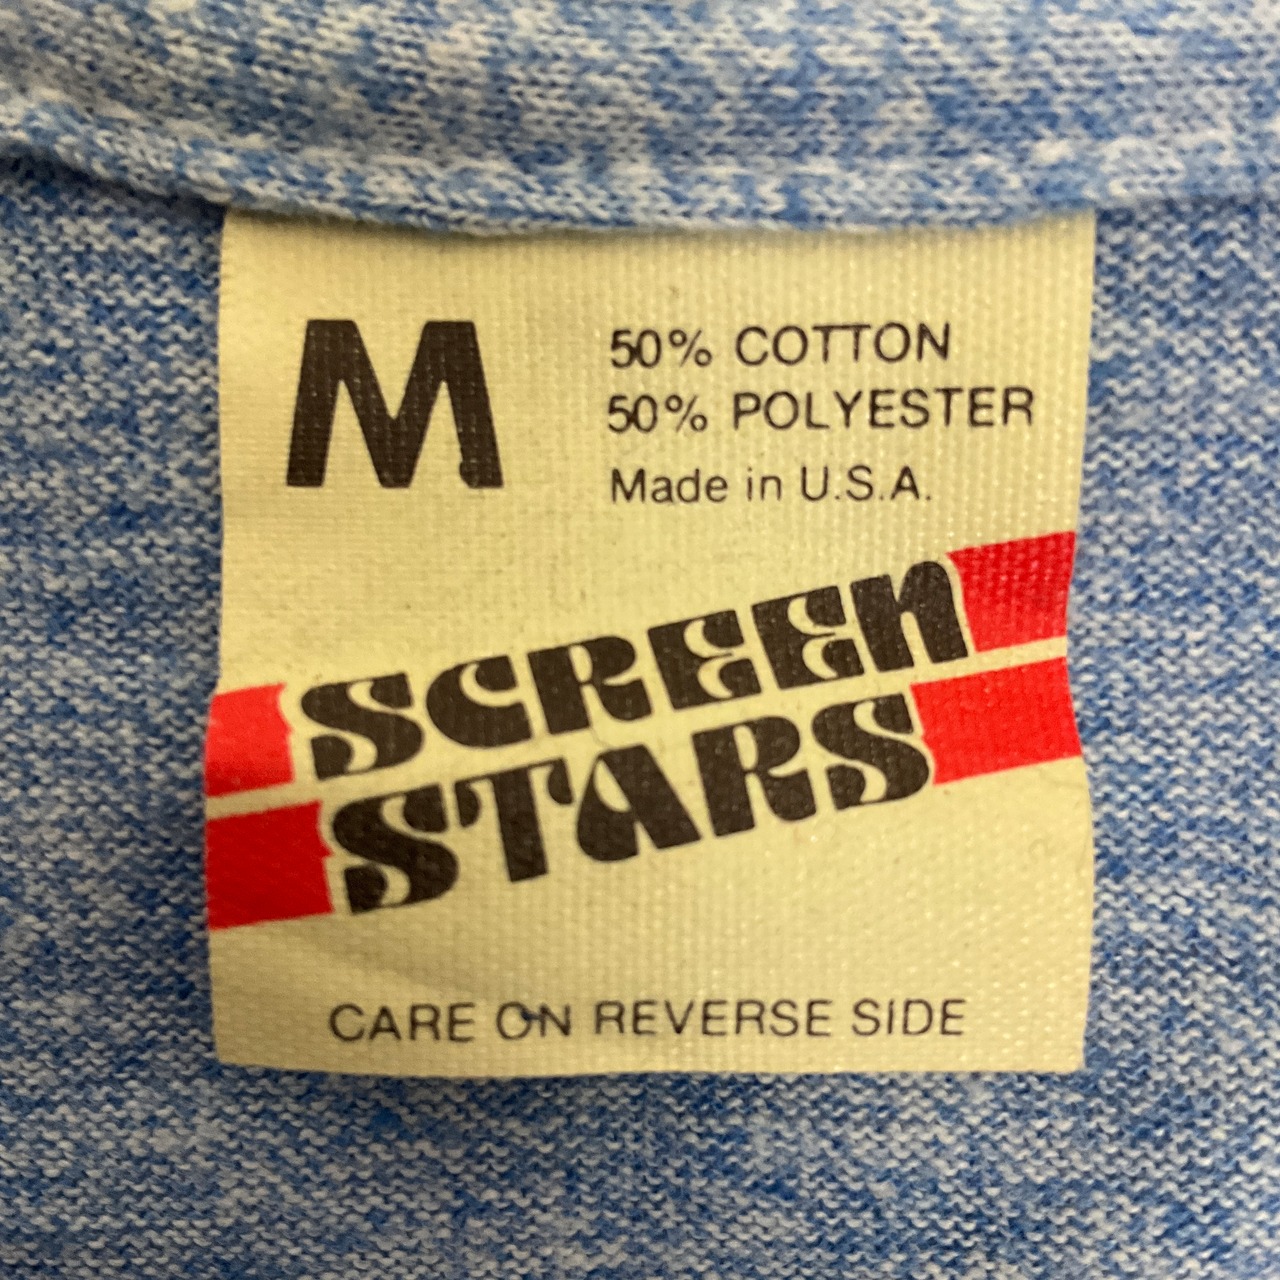 M
50% COTTON
50% POLYESTER
Made in U.S.A.
SCREEN
STARS
CARE ON REVERSE SIDE